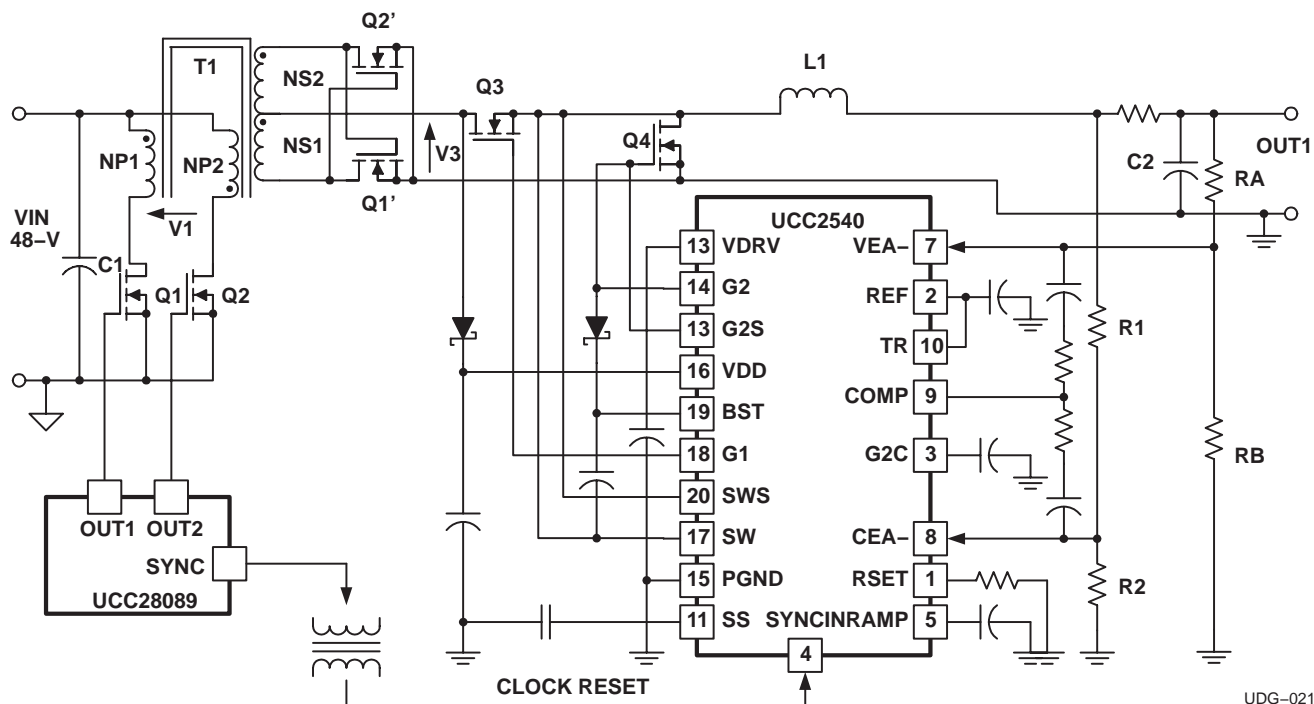 Q2'
T1
NS2
NS1
Q3
L1
V3
Q4
NP1
NP2
Q1'
C2
RA
OUT1
VIN
48–V
V1
C1
Q1
Q2
UCC2540
13 VDRV
VEA– 7
14 G2
REF 2
13 G2S
TR 10
R1
16 VDD
COMP 9
19 BST
18 G1
G2C 3
RB
20 SWS
17 SW
CEA– 8
15 PGND
RSET 1
R2
11 SS
SYNCINRAMP 5
4
OUT1
OUT2
SYNC
UCC28089
CLOCK RESET
UDG–021